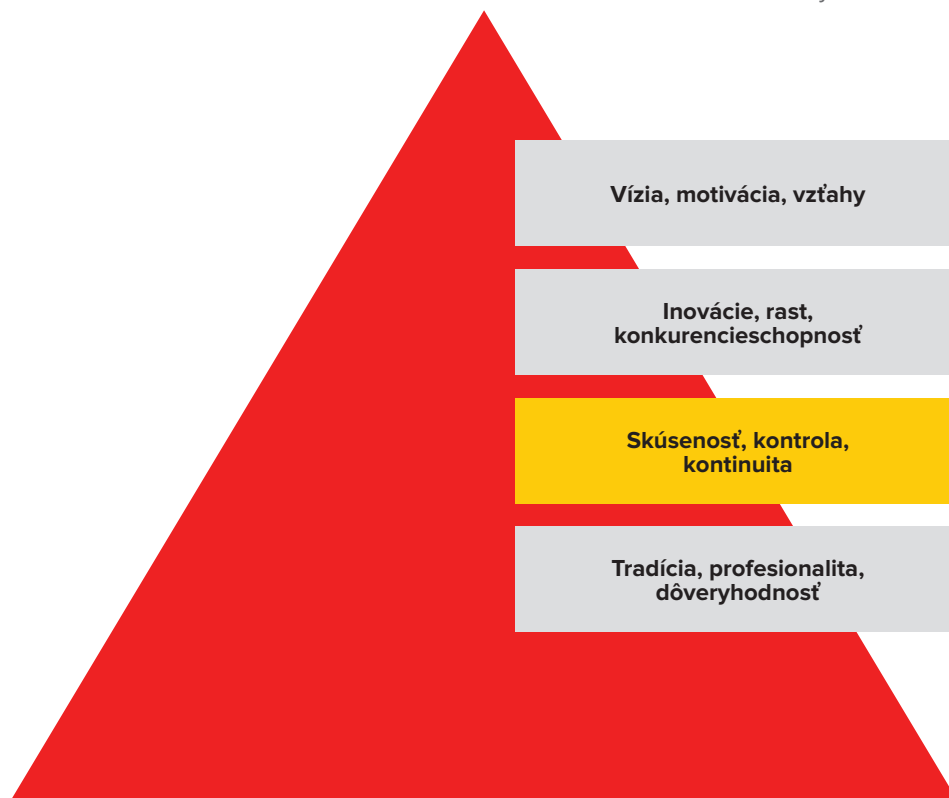 Vízia, motivácia, vzťahy
Inovácie, rast,
konkurencieschopnosť
Skúsenosť, kontrola,
kontinuita
Tradícia, profesionalita,
dôveryhodnosť